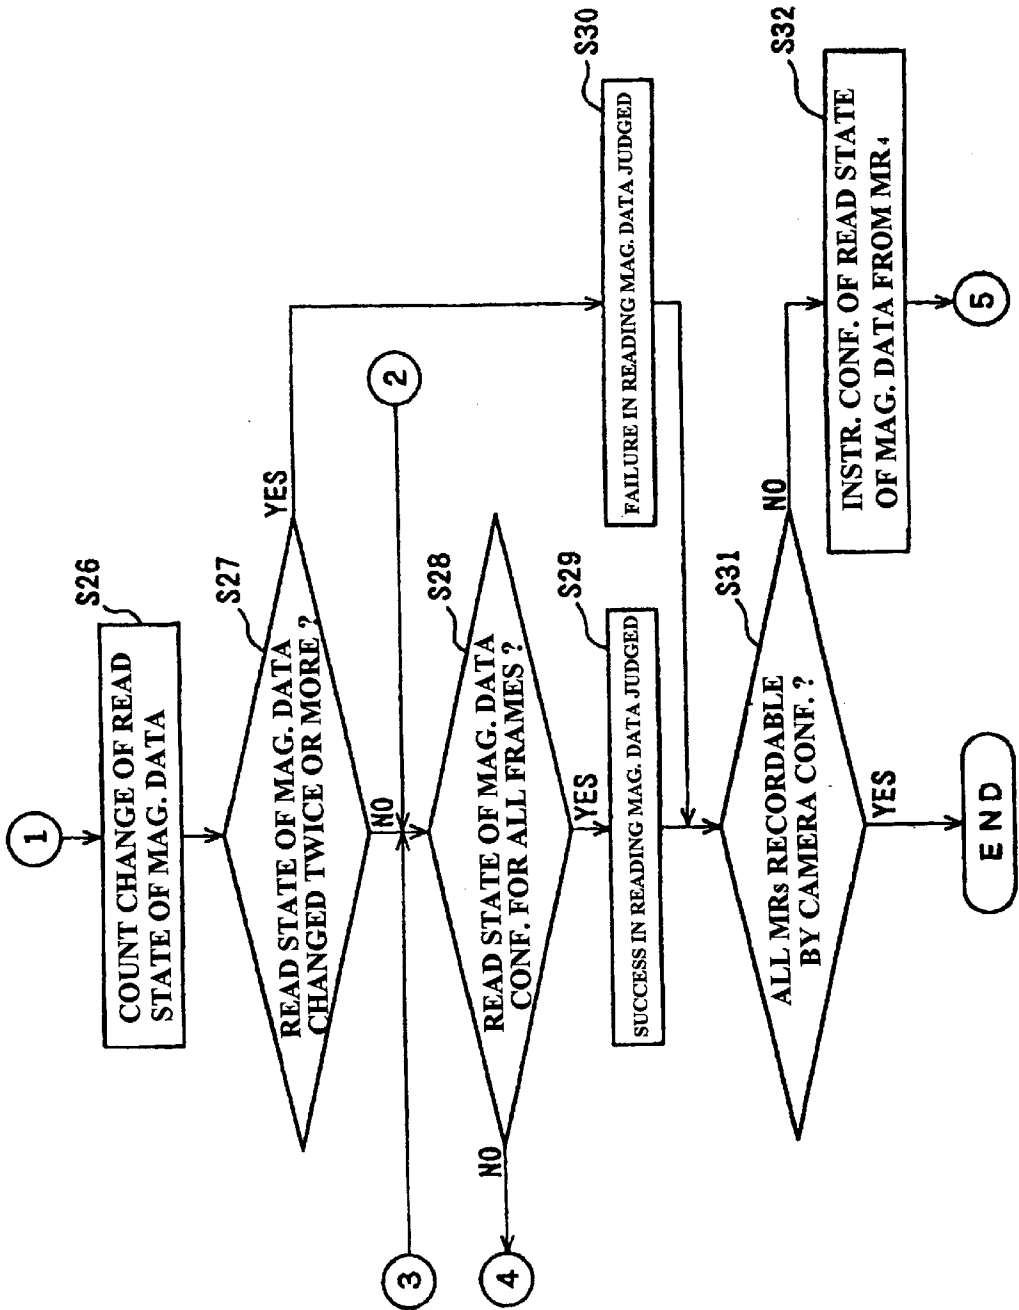 1
S26
COUNT CHANGE OF READ
STATE OF MAG. DATA
S27
READ STATE OF MAG. DATA
CHANGED TWICE OR MORE ?
YES
NO
2
3
S28
READ STATE OF MAG. DATA
CONF. FOR ALL FRAMES ?
NO
4
YES
S29
SUCCESS IN READING MAG. DATA JUDGED
S30
FAILURE IN READING MAG. DATA JUDGED
S31
ALL MRs RECORDABLE
BY CAMERA CONF. ?
NO
YES
S32
INSTR. CONF. OF READ STATE
OF MAG. DATA FROM MR4
5
END